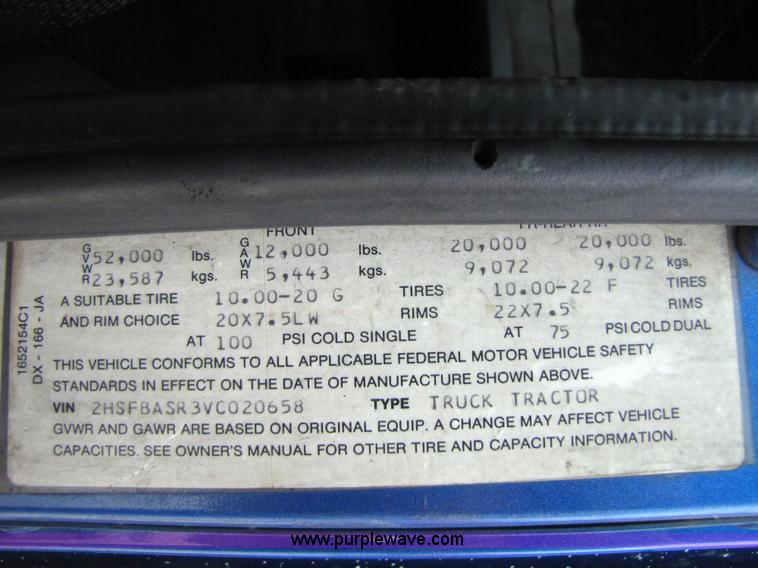 FRONT
GVWR 52,000 lbs. GAWR 12,000 lbs. 20,000 20,000 lbs.
23,587 kgs. 5,443 kgs. 9,072 9,072 kgs.
A SUITABLE TIRE 10.00-20 G TIRES 10.00-22 F TIRES
AND RIM CHOICE 20X7.5LW RIMS 22X7.5 RIMS
AT 100 PSI COLD SINGLE AT 75 PSI COLD DUAL
THIS VEHICLE CONFORMS TO ALL APPLICABLE FEDERAL MOTOR VEHICLE SAFETY
STANDARDS IN EFFECT ON THE DATE OF MANUFACTURE SHOWN ABOVE.
VIN 2HSFBASR3VC020658 TYPE TRUCK TRACTOR
GVWR AND GAWR ARE BASED ON ORIGINAL EQUIP. A CHANGE MAY AFFECT VEHICLE
CAPACITIES. SEE OWNER'S MANUAL FOR OTHER TIRE AND CAPACITY INFORMATION.
1652154C1
DX - 166 - JA
www.purplewave.com